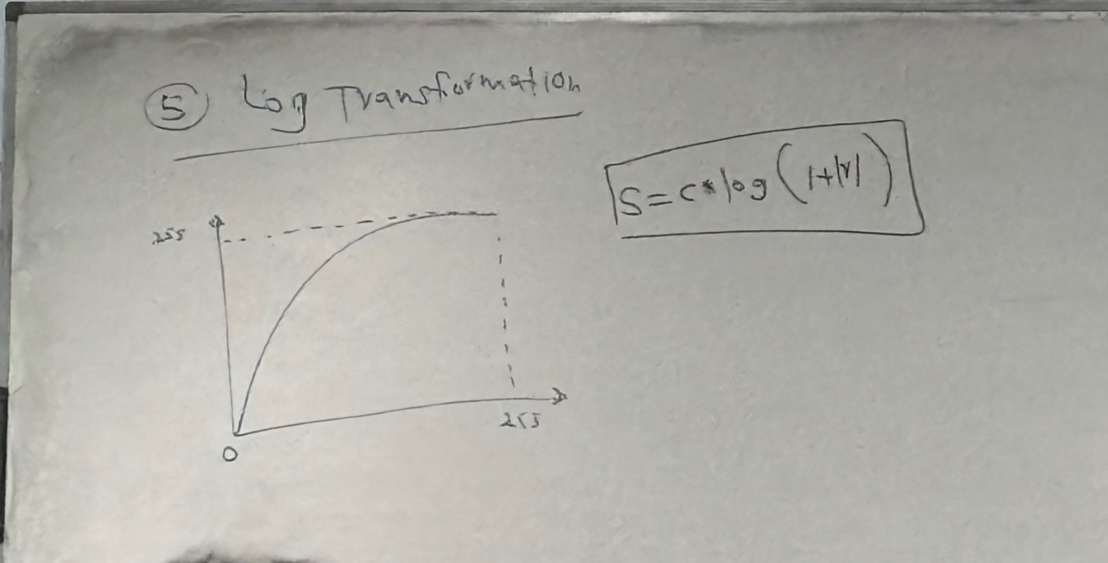 ⑤ Log Transformation
S=c*log(1+|r|)
255
255
0